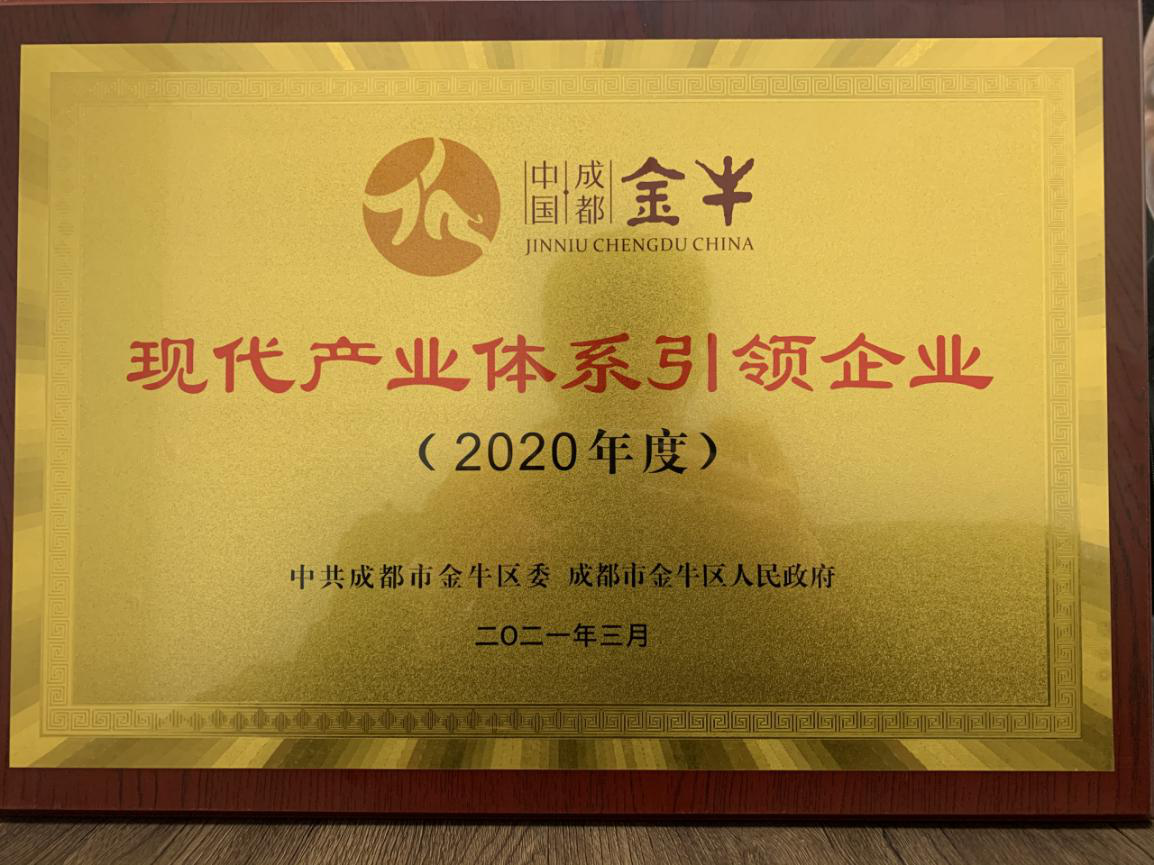 中国·成都 金牛
JINNIU CHENGDU CHINA
现代产业体系引领企业
（2020年度）
中共成都市金牛区委 成都市金牛区人民政府
二O二一年三月